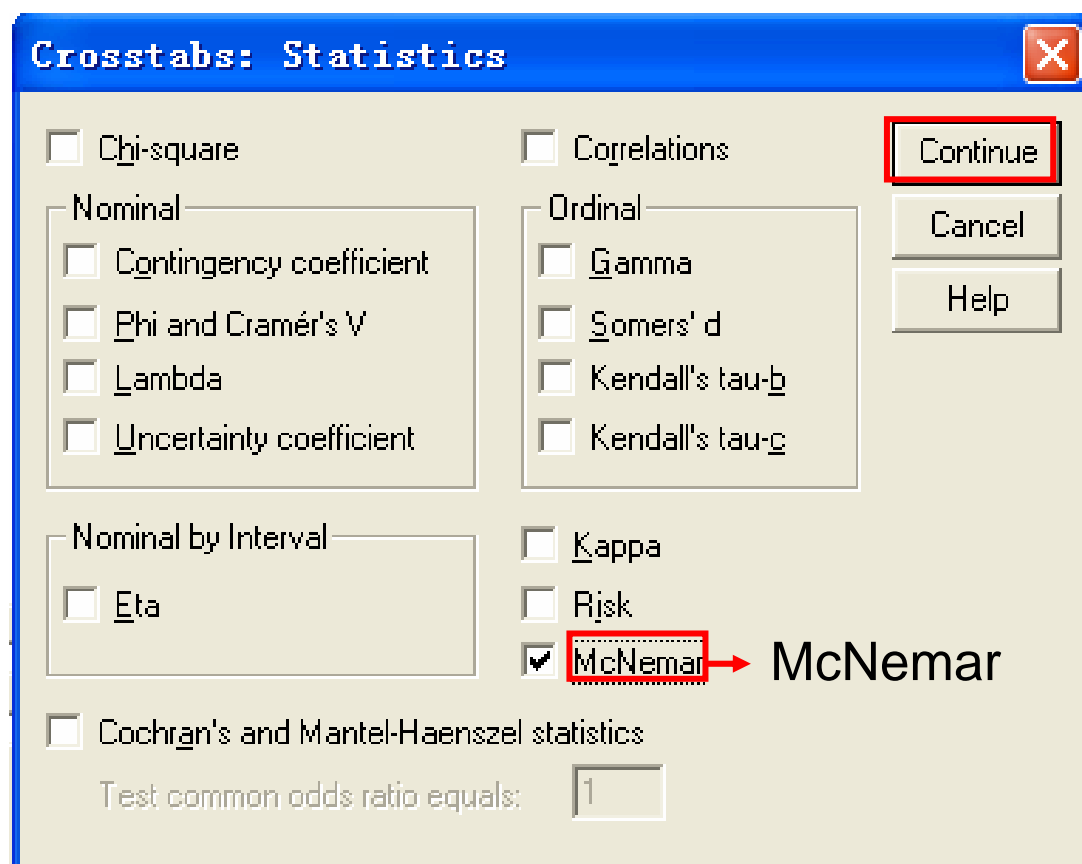 Crosstabs: Statistics
Chi-square
Correlations
Continue
Nominal
Ordinal
Cancel
Contingency coefficient
Gamma
Help
Phi and Cramér's V
Somers' d
Lambda
Kendall's tau-b
Uncertainty coefficient
Kendall's tau-c
Nominal by Interval
Kappa
Eta
Risk
McNemar
McNemar
Cochran's and Mantel-Haenszel statistics
Test common odds ratio equals: 1